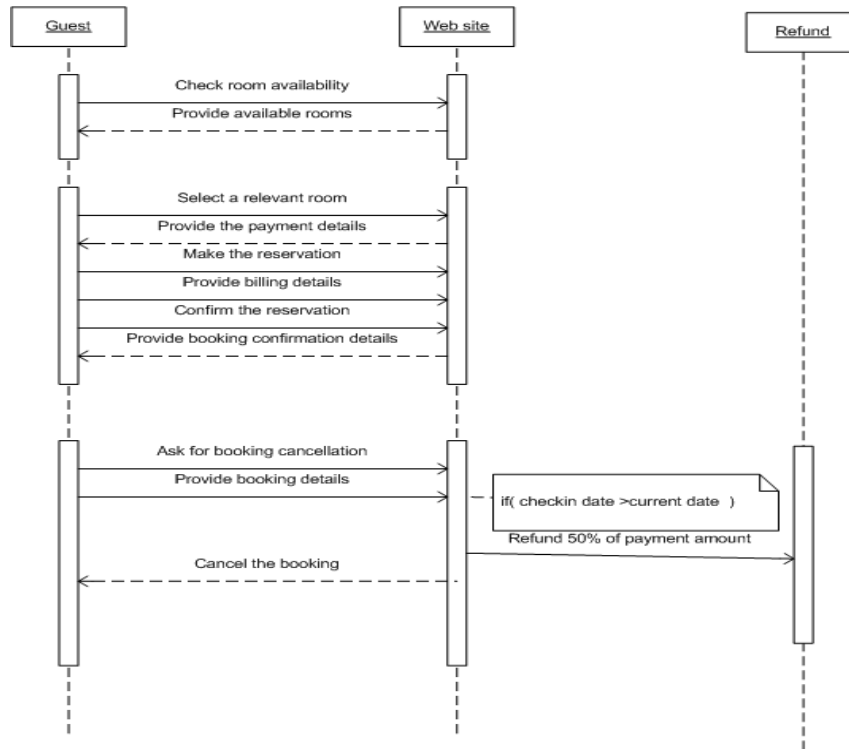 Guest
Web site
Refund
Check room availability
Provide available rooms
Select a relevant room
Provide the payment details
Make the reservation
Provide billing details
Confirm the reservation
Provide booking confirmation details
Ask for booking cancellation
Provide booking details
if( checkin date >current date )
Refund 50% of payment amount
Cancel the booking